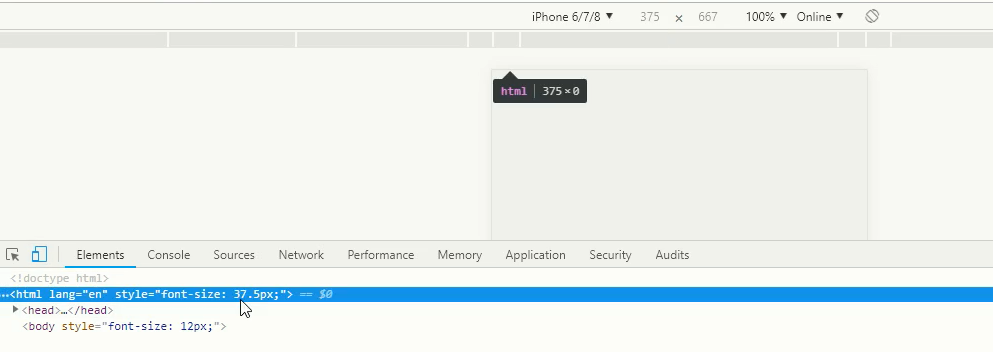 iPhone 6/7/8 ▼ 375 × 667 100% ▼ Online ▼
html | 375 × 0
Elements Console Sources Network Performance Memory Application Security Audits
<!doctype html>
…<html lang="en" style="font-size: 37.5px;"> == $0
▶<head>…</head>
<body style="font-size: 12px;">